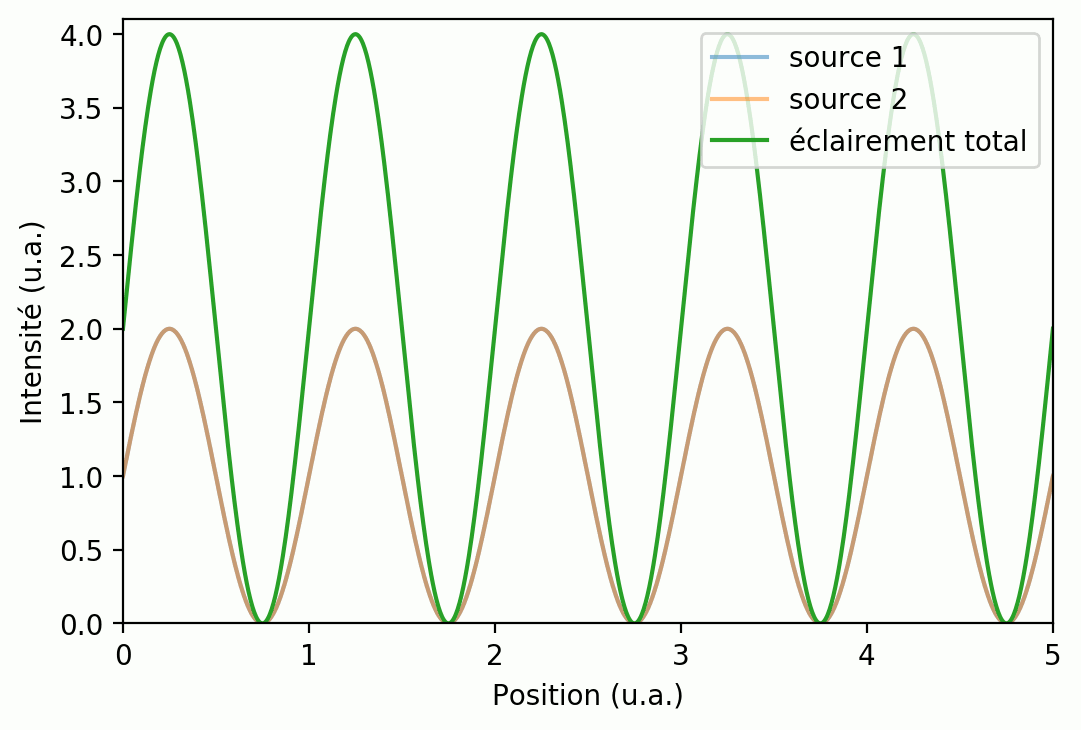 source 1
source 2
éclairement total
4.0
3.5
3.0
2.5
2.0
1.5
1.0
0.5
0.0
Intensité (u.a.)
0 1 2 3 4 5
Position (u.a.)